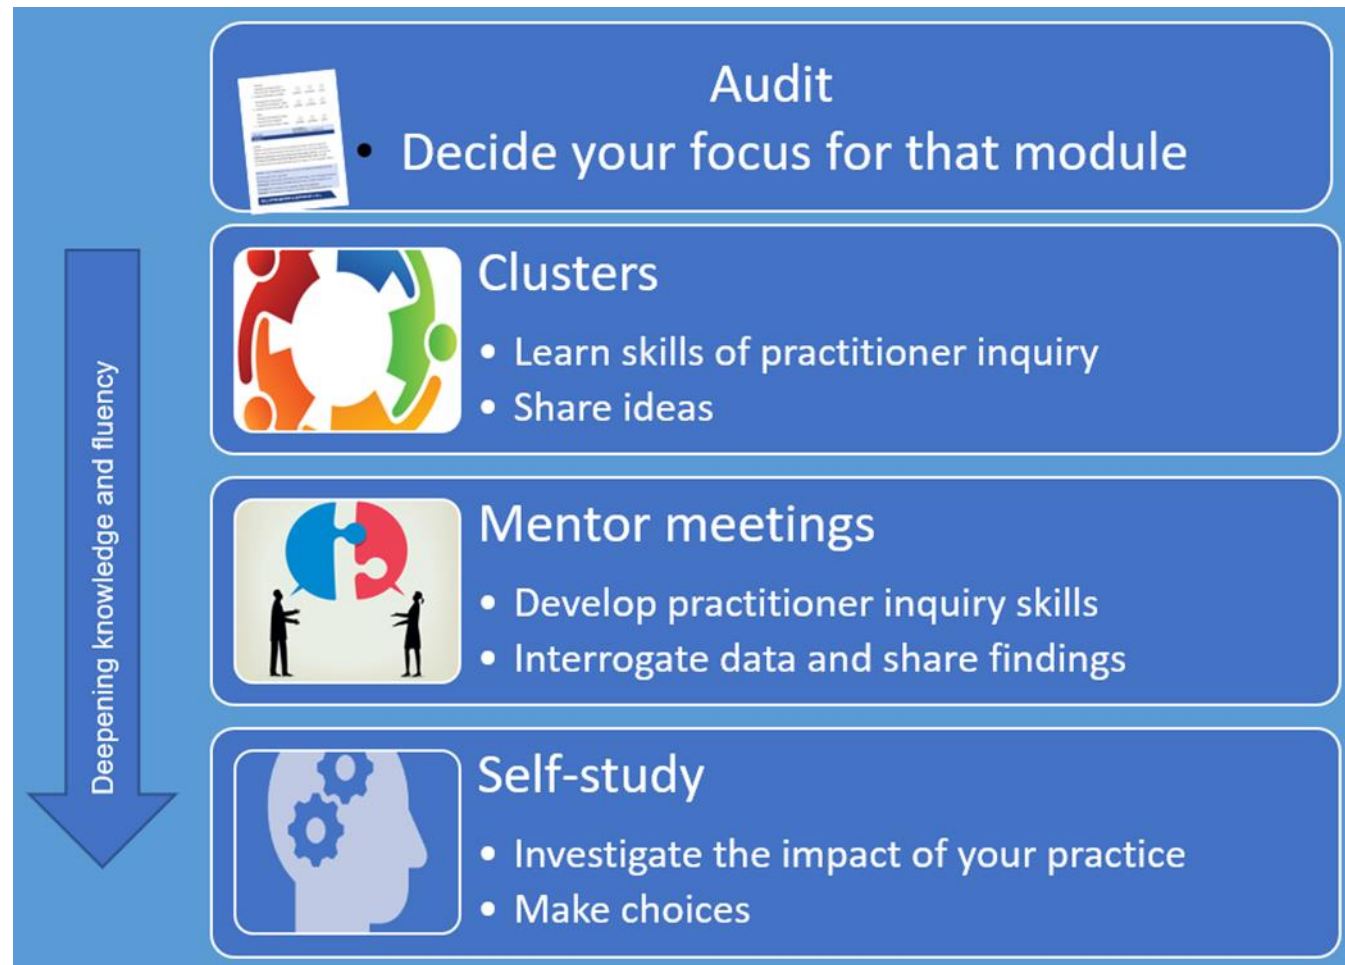 Audit
• Decide your focus for that module
Clusters
• Learn skills of practitioner inquiry
• Share ideas
Mentor meetings
• Develop practitioner inquiry skills
• Interrogate data and share findings
Self-study
• Investigate the impact of your practice
• Make choices
Deepening knowledge and fluency